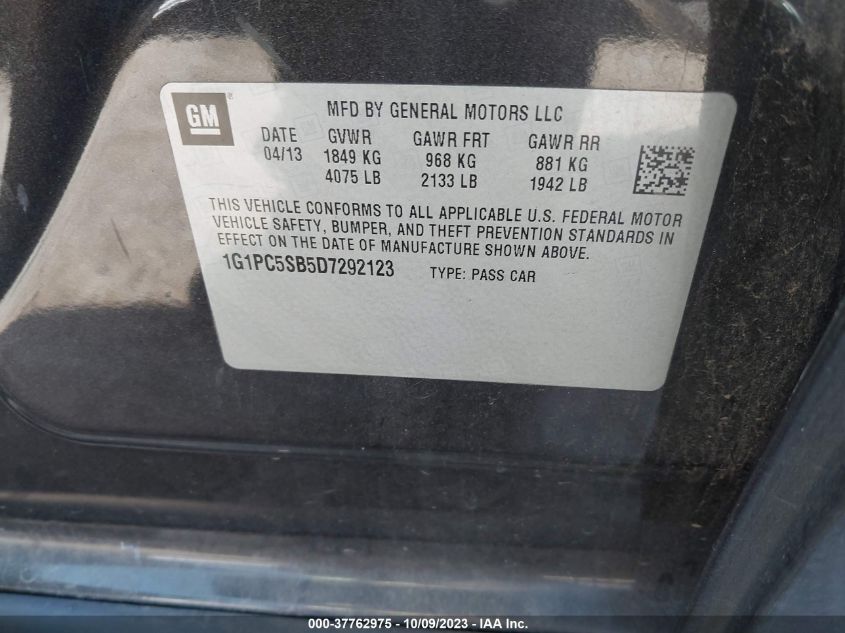 GM®
MFD BY GENERAL MOTORS LLC
DATE GVWR GAWR FRT GAWR RR
04/13 1849 KG 968 KG 881 KG
4075 LB 2133 LB 1942 LB
THIS VEHICLE CONFORMS TO ALL APPLICABLE U.S. FEDERAL MOTOR
VEHICLE SAFETY, BUMPER, AND THEFT PREVENTION STANDARDS IN
EFFECT ON THE DATE OF MANUFACTURE SHOWN ABOVE.
1G1PC5SB5D7292123 TYPE: PASS CAR
000-37762975 - 10/09/2023 - IAA Inc.